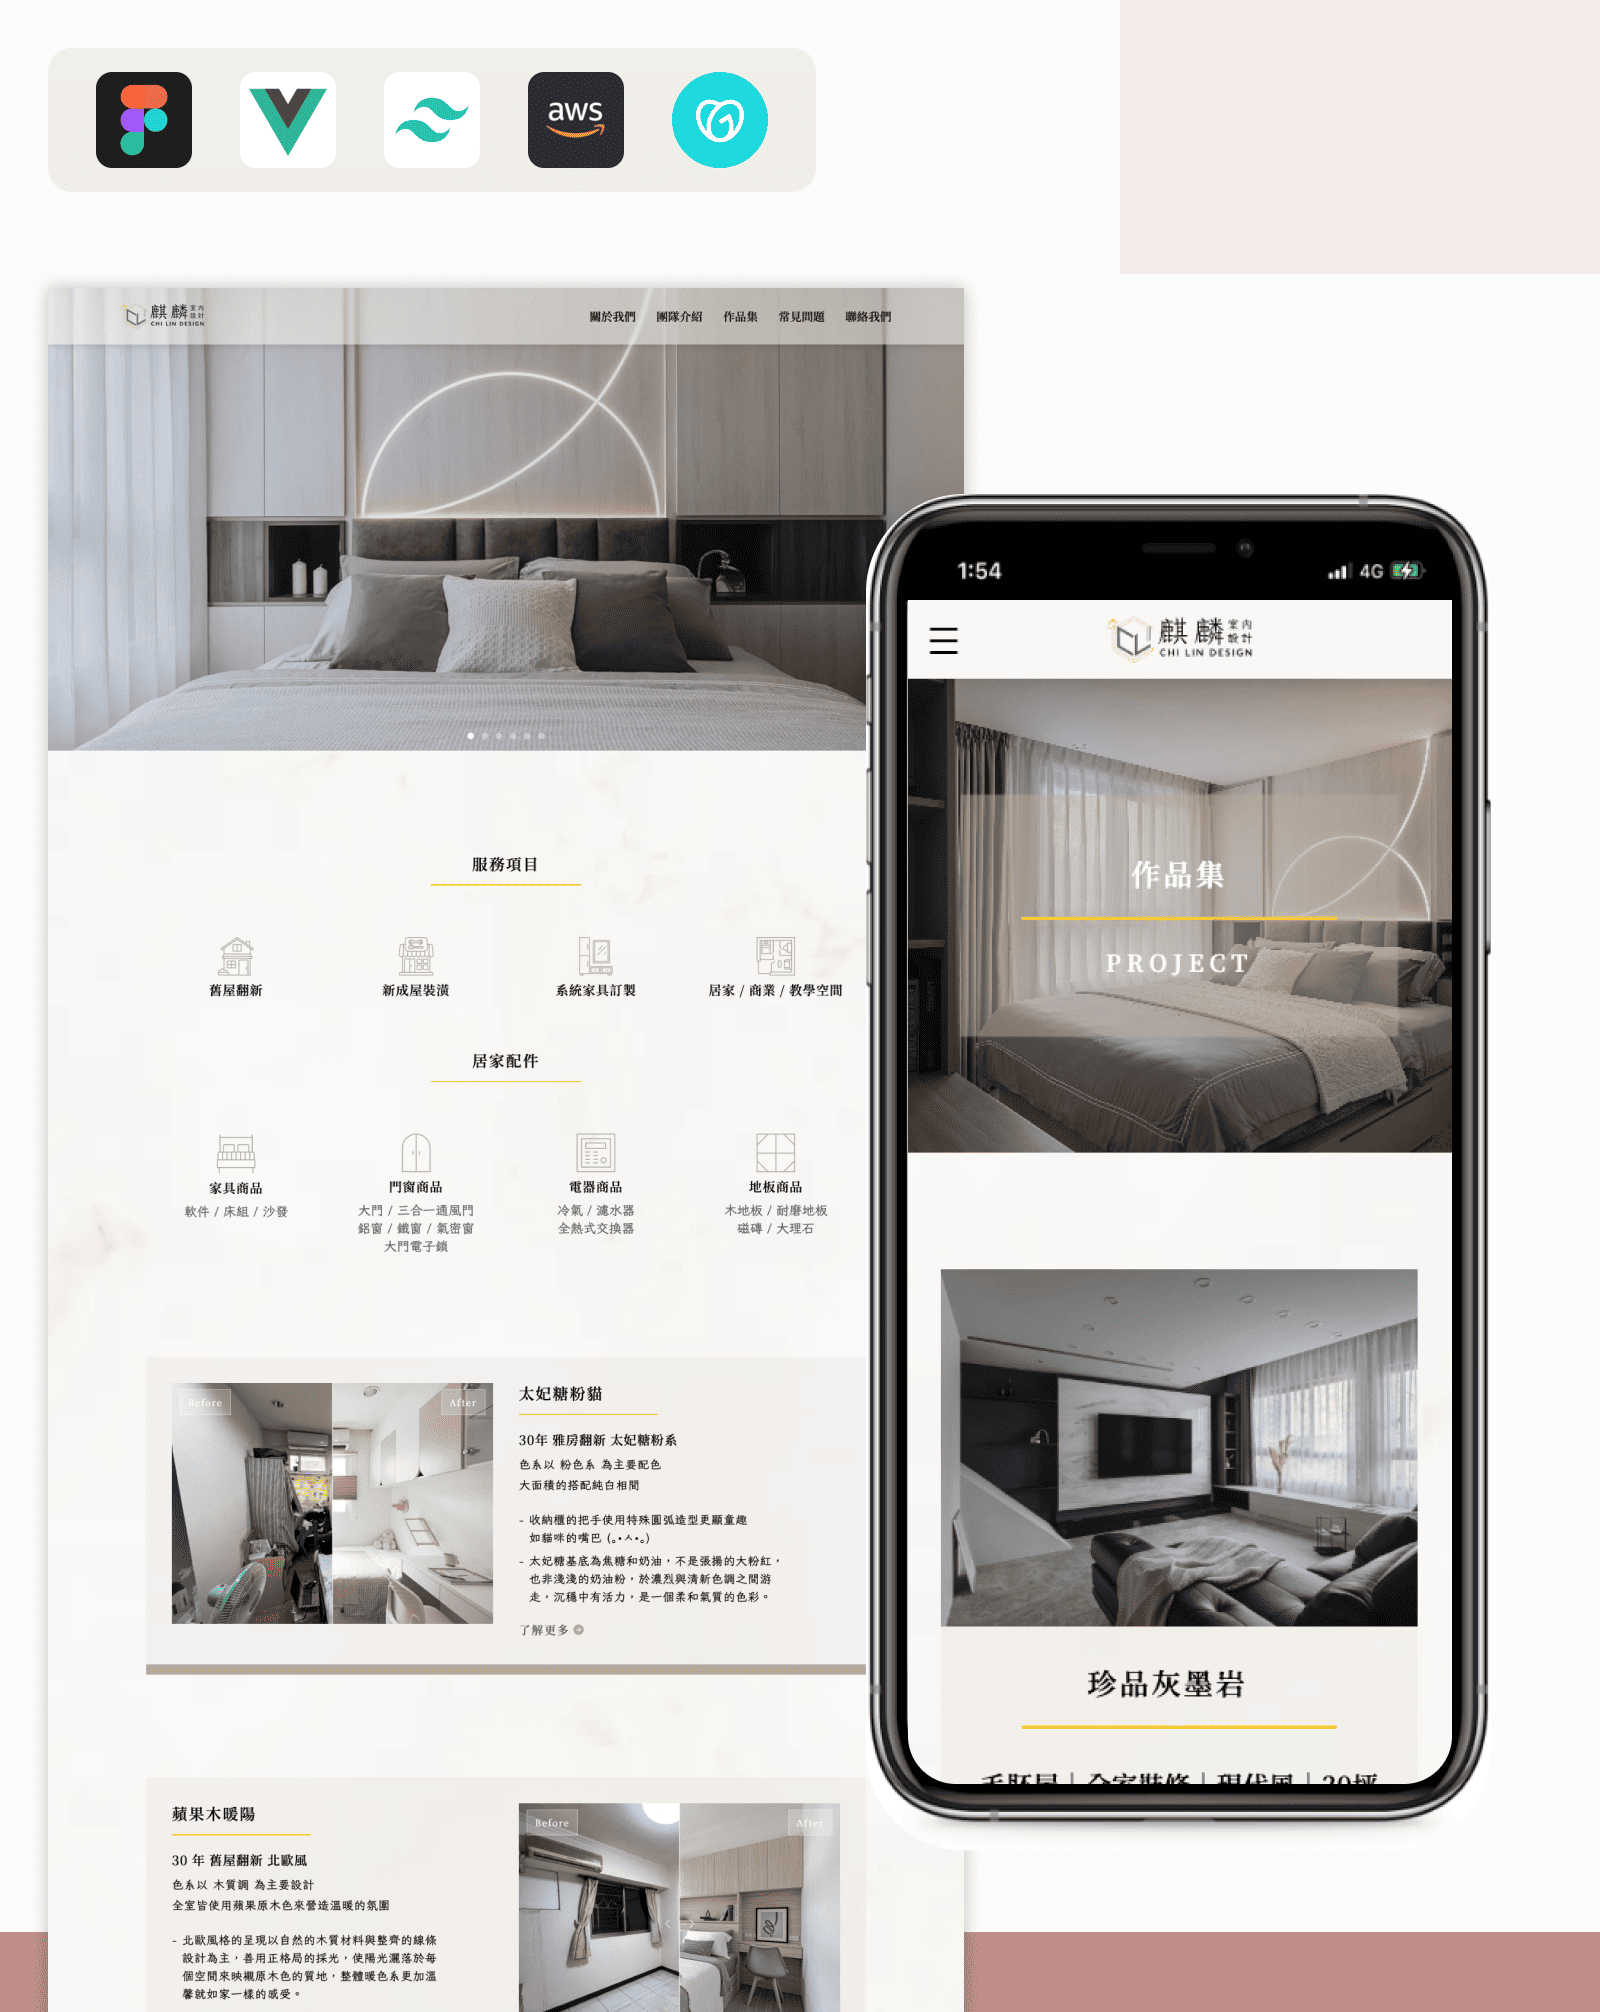 aws
麒麟 室內設計
CHI LIN DESIGN
關於我們 團隊介紹 作品集 常見問題 聯絡我們
服務項目
舊屋翻新 新成屋裝潢 系統家具訂製 居家 / 商業 / 教學空間
居家配件
家具商品 門窗商品 電器商品 地板商品
軟件 / 床組 / 沙發
大門 / 三合一通風門
鋁窗 / 鐵窗 / 氣密窗
大門電子鎖
冷氣 / 濾水器
全熱式交換器
木地板 / 耐磨地板
磁磚 / 大理石
Before After
太妃糖粉貓
30年 雅房翻新 太妃糖粉系
色系以 粉色系 為主要配色
大面積的搭配純白相間
- 收納櫃的把手使用特殊圓弧造型更顯童趣
如貓咪的嘴巴 (｡•ㅅ•｡)
- 太妃糖基底為焦糖和奶油，不是張揚的大粉紅，
也非淺淺的奶油粉，於濃烈與清新色調之間游
走，沉穩中有活力，是一個柔和氣質的色彩。
了解更多
蘋果木暖陽
30 年 舊屋翻新 北歐風
色系以 木質調 為主要設計
全室皆使用蘋果原木色來營造溫暖的氛圍
- 北歐風格的呈現以自然的木質材料與整齊的線條
設計為主，善用正格局的採光，使陽光灑落於每
個空間來映襯原木色的質地，整體暖色系更加溫
馨就如家一樣的感受。
Before After
1:54 4G
麒麟 室內設計
CHI LIN DESIGN
作品集
PROJECT
珍品灰墨岩
毛胚屋｜全室裝修｜現代風｜30坪